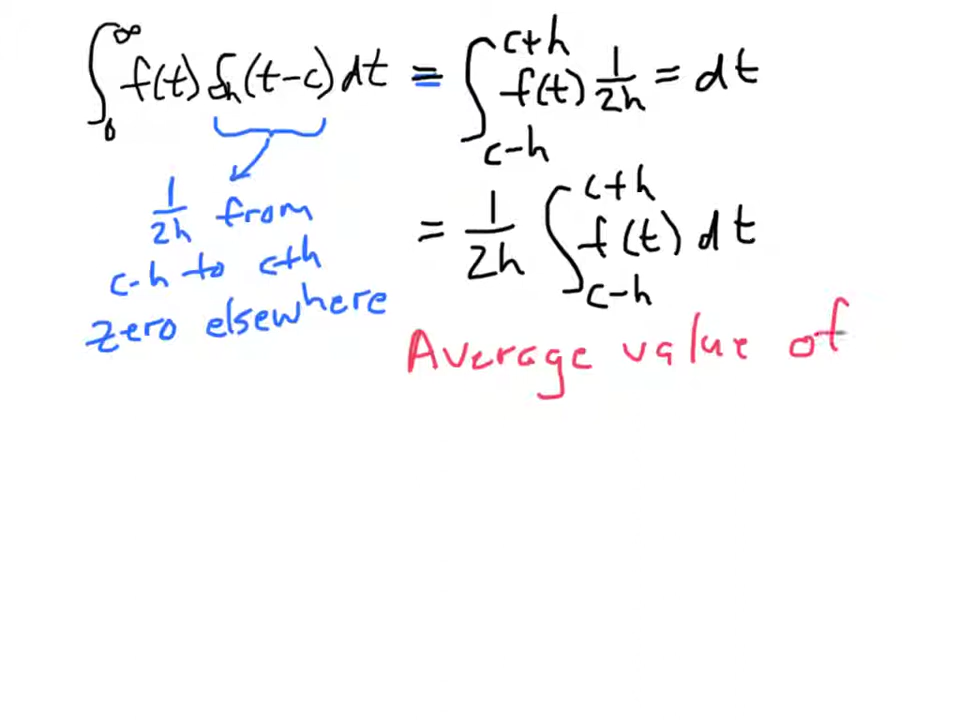 ∫₀^∞ f(t) δₕ(t-c) dt = ∫_{c-h}^{c+h} f(t) 1/2h = dt
1/2h from
c-h to c+h
zero elsewhere
= 1/2h ∫_{c-h}^{c+h} f(t) dt
Average value of